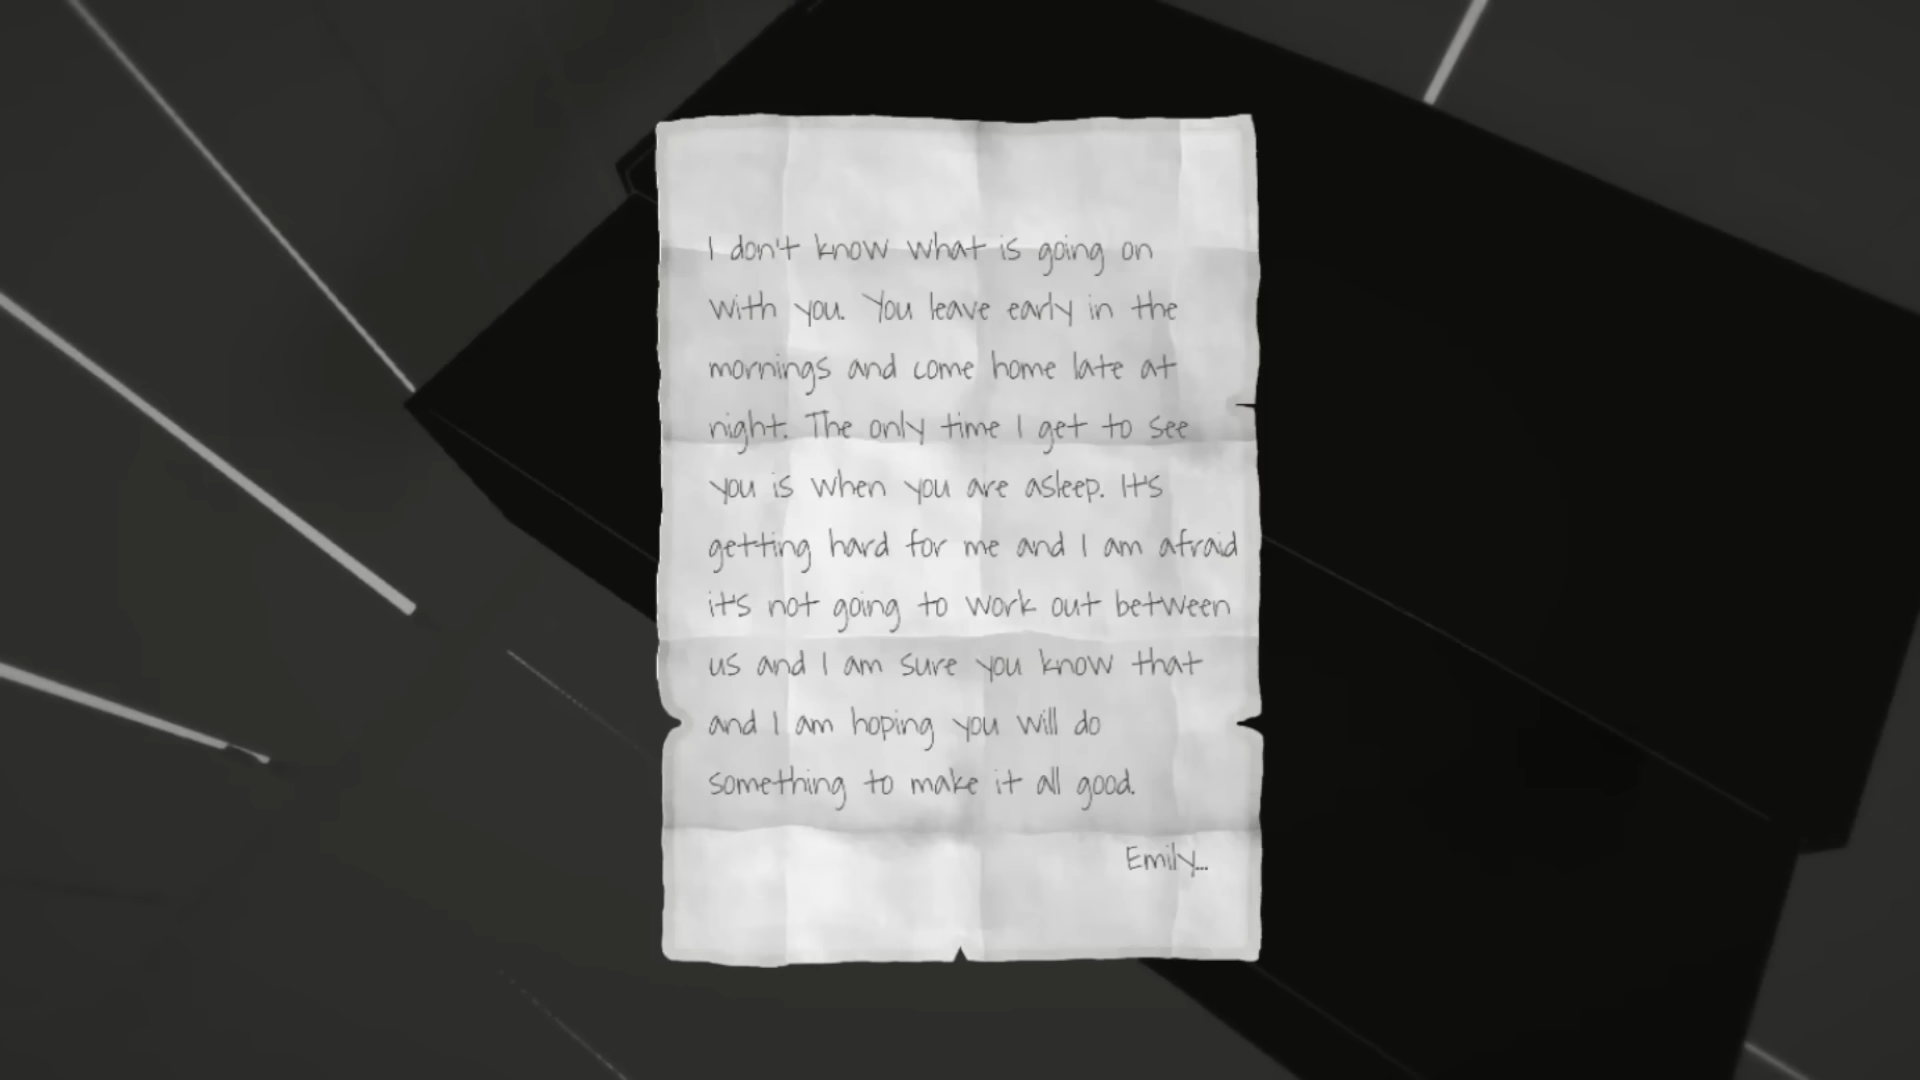 I don't know what is going on
with you. You leave early in the
mornings and come home late at
night. The only time I get to see
you is when you are asleep. It's
getting hard for me and I am afraid
it's not going to work out between
us and I am sure you know that
and I am hoping you will do
something to make it all good.
Emily...